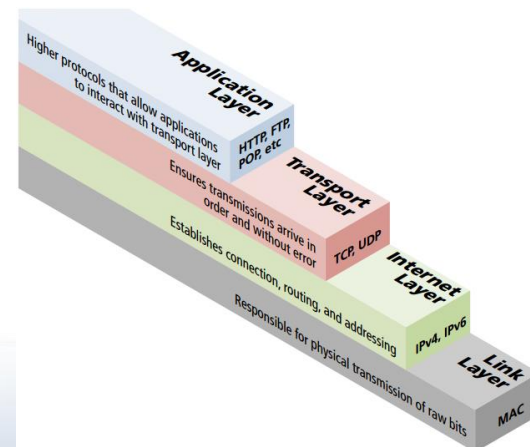 Application
Layer
Higher protocols that allow applications
to interact with transport layer
HTTP, FTP,
POP, etc
Transport
Layer
Ensures transmissions arrive in
order and without error
TCP, UDP
Internet
Layer
Establishes connection, routing, and addressing
IPv4, IPv6
Link
Layer
Responsible for physical transmission of raw bits
MAC